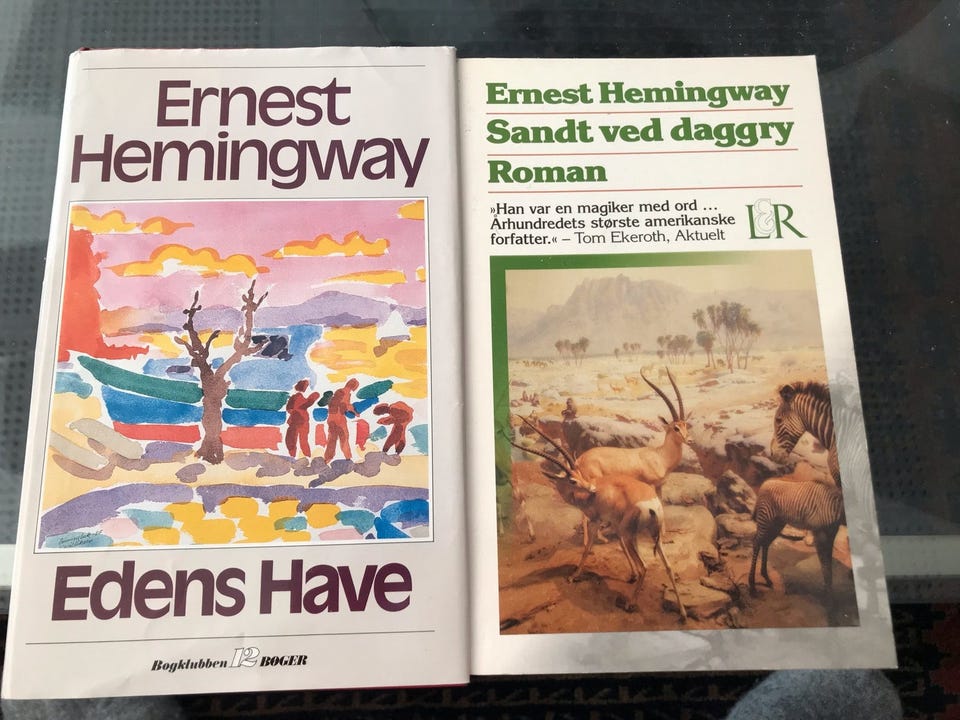 Ernest
Hemingway
Edens Have
Bogklubben 12 BØGER
Ernest Hemingway
Sandt ved daggry
Roman
»Han var en magiker med ord ...
Århundredets største amerikanske
forfatter.« – Tom Ekeroth, Aktuelt
L&R